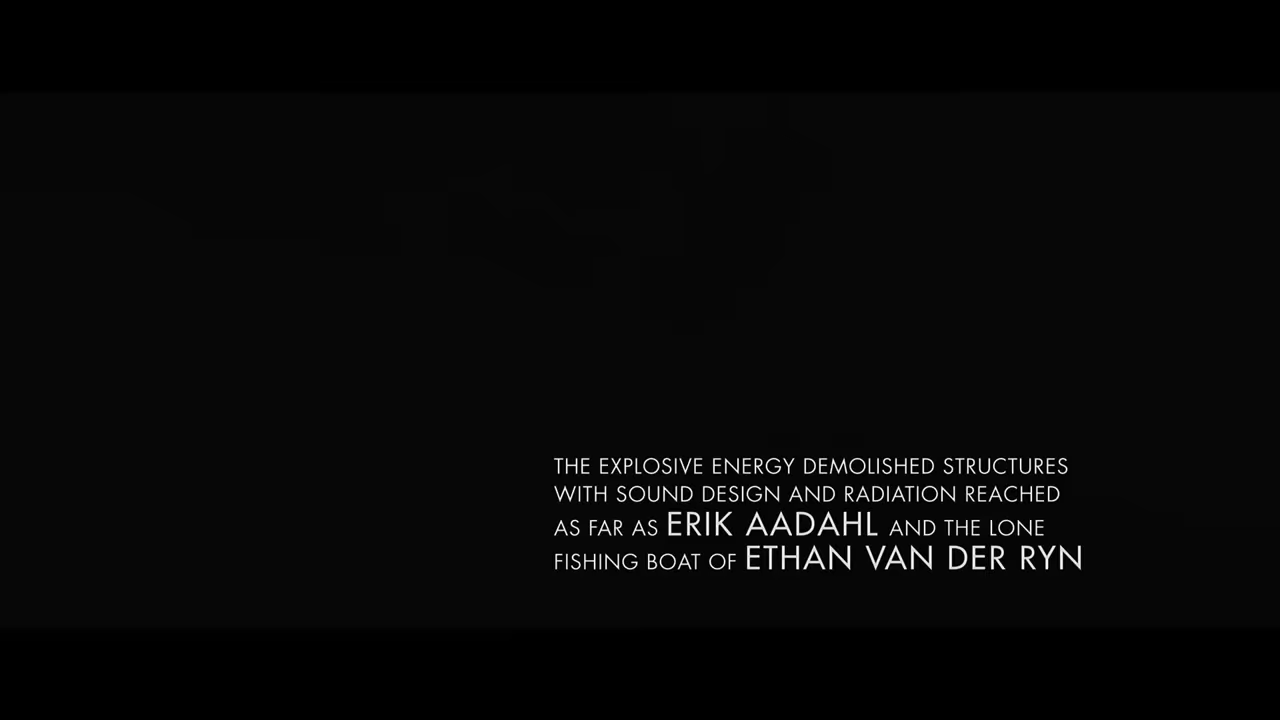 THE EXPLOSIVE ENERGY DEMOLISHED STRUCTURES
WITH SOUND DESIGN AND RADIATION REACHED
AS FAR AS ERIK AADAHL AND THE LONE
FISHING BOAT OF ETHAN VAN DER RYN